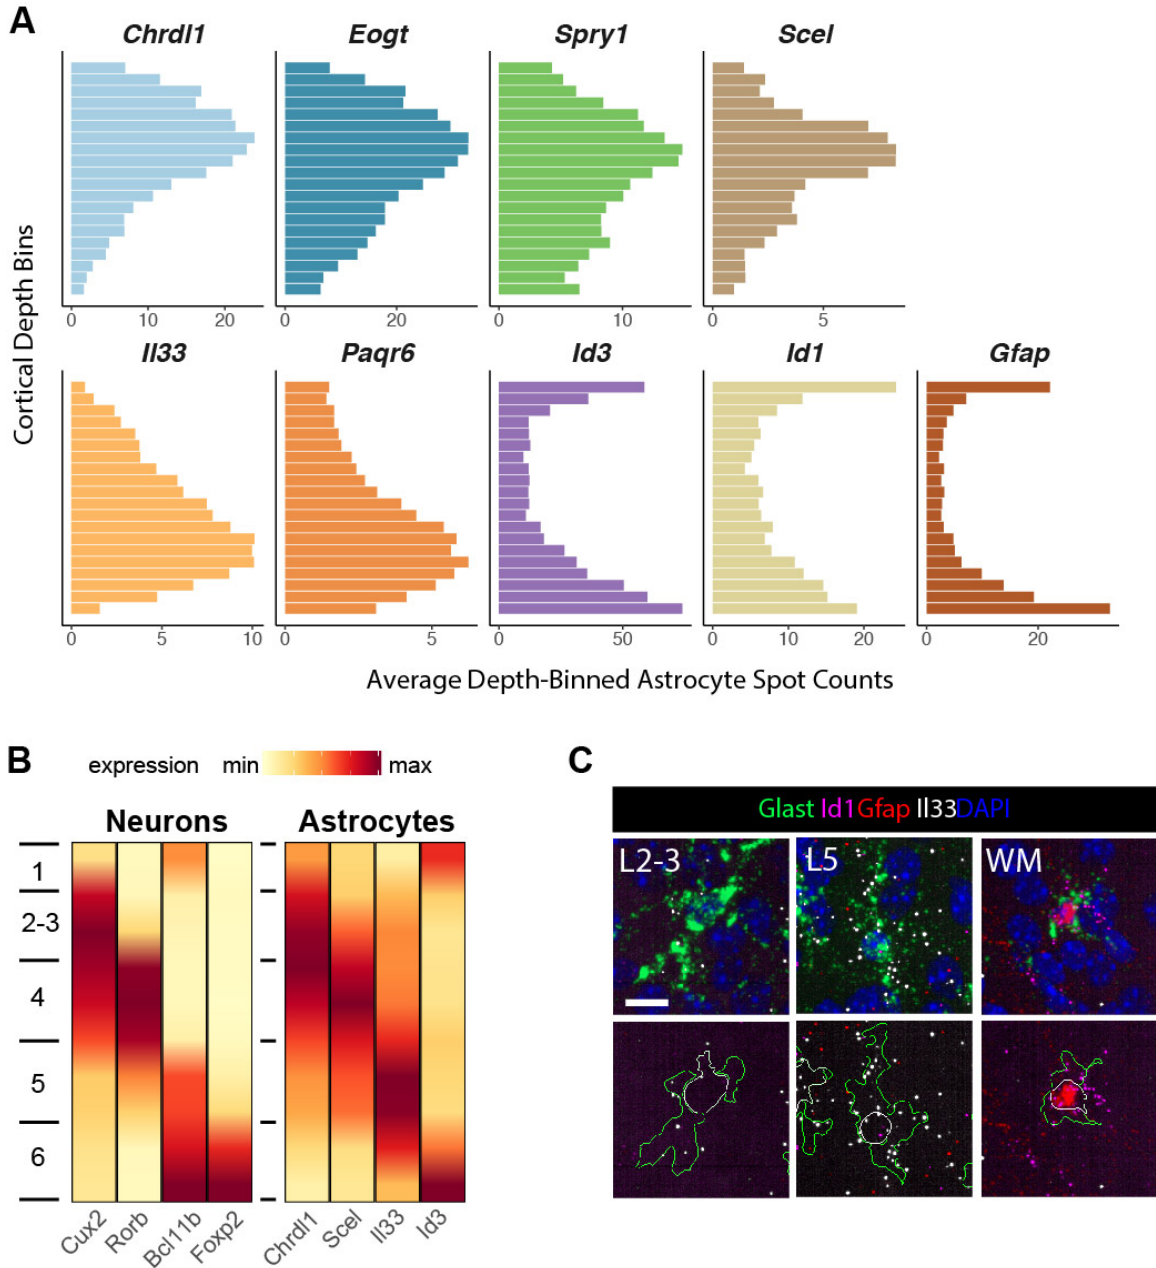 A
Chrdl1 Eogt Spry1 Scel
0 10 20 0 20 0 10 0 5
Il33 Paqr6 Id3 Id1 Gfap
Cortical Depth Bins
0 5 10 0 5 0 50 0 10 20 0 20
Average Depth-Binned Astrocyte Spot Counts
B
expression min max
Neurons Astrocytes
1
2-3
4
5
6
Cux2 Rorb Bcl11b Foxp2 Chrdl1 Scel Il33 Id3
C
Glast Id1 Gfap Il33 DAPI
L2-3 L5 WM